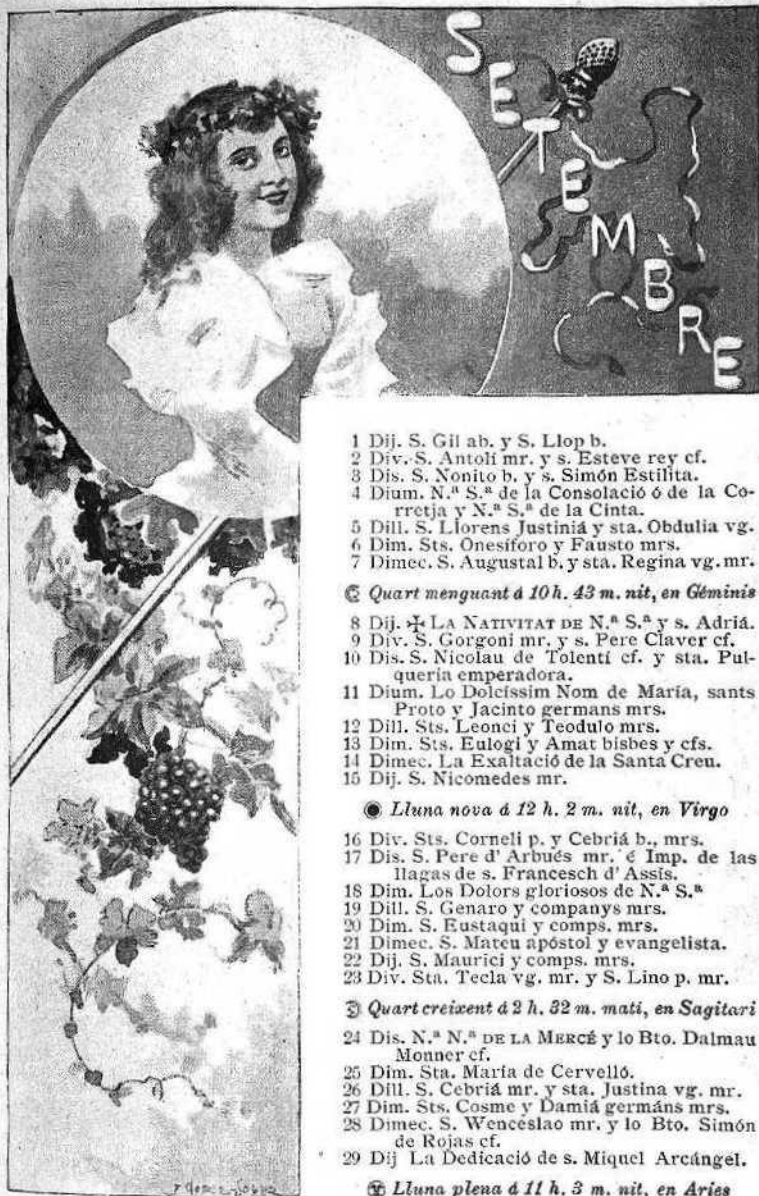 SETEMBRE
1 Dij. S. Gil ab. y S. Llop b.
2 Div. S. Antolí mr. y s. Esteve rey cf.
3 Dis. S. Nonito b. y s. Simón Estilita.
4 Dium. N.ª S.ª de la Consolació ó de la Co-
rretja y N.ª S.ª de la Cinta.
5 Dill. S. Llorens Justiniá y sta. Obdulia vg.
6 Dim. Sts. Onesíforo y Fausto mrs.
7 Dimec. S. Augustal b. y sta. Regina vg. mr.
Quart menguant á 10 h. 43 m. nit, en Géminis
8 Dij. ✠ LA NATIVITAT DE N.ª S.ª y s. Adriá.
9 Div. S. Gorgoni mr. y s. Pere Claver cf.
10 Dis. S. Nicolau de Tolentí cf. y sta. Pul-
queria emperadora.
11 Dium. Lo Dolcíssim Nom de María, sants
Proto y Jacinto germans mrs.
12 Dill. Sts. Leonci y Teodulo mrs.
13 Dim. Sts. Eulogi y Amat bisbes y cfs.
14 Dimec. La Exaltació de la Santa Creu.
15 Dij. S. Nicomedes mr.
Lluna nova á 12 h. 2 m. nit, en Virgo
16 Div. Sts. Corneli p. y Cebriá b., mrs.
17 Dis. S. Pere d' Arbués mr. é Imp. de las
llagas de s. Francesch d' Assís.
18 Dim. Los Dolors gloriosos de N.ª S.ª
19 Dill. S. Genaro y companys mrs.
20 Dim. S. Eustaqui y comps. mrs.
21 Dimec. S. Mateu apóstol y evangelista.
22 Dij. S. Maurici y comps. mrs.
23 Div. Sta. Tecla vg. mr. y S. Lino p. mr.
Quart creixent á 2 h. 32 m. matí, en Sagitari
24 Dis. N.ª N.ª DE LA MERCÉ y lo Bto. Dalmau
Monner cf.
25 Dim. Sta. María de Cervelló.
26 Dill. S. Cebriá mr. y sta. Justina vg. mr.
27 Dim. Sts. Cosme y Damiá germáns mrs.
28 Dimec. S. Wenceslao mr. y lo Bto. Simón
de Rojas cf.
29 Dij La Dedicació de s. Miquel Arcángel.
Lluna plena á 11 h. 3 m. nit, en Aries